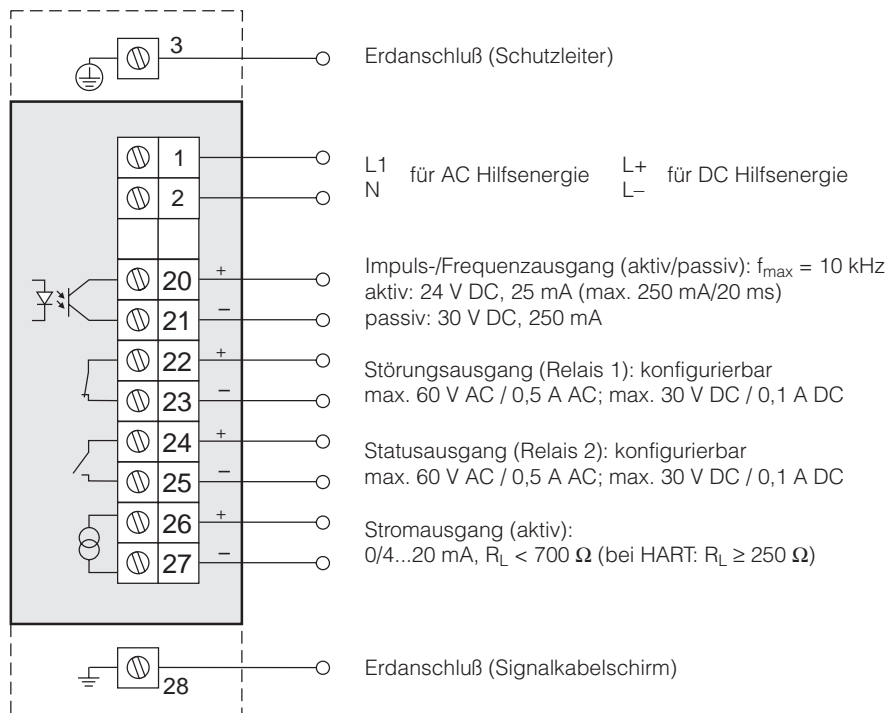 3
Erdanschluß (Schutzleiter)
1
L1
N
für AC Hilfsenergie
L+
L–
für DC Hilfsenergie
2
20
+
Impuls-/Frequenzausgang (aktiv/passiv): fmax = 10 kHz
aktiv: 24 V DC, 25 mA (max. 250 mA/20 ms)
passiv: 30 V DC, 250 mA
21
–
22
+
Störungsausgang (Relais 1): konfigurierbar
max. 60 V AC / 0,5 A AC; max. 30 V DC / 0,1 A DC
23
–
24
+
Statusausgang (Relais 2): konfigurierbar
max. 60 V AC / 0,5 A AC; max. 30 V DC / 0,1 A DC
25
–
26
+
Stromausgang (aktiv):
0/4...20 mA, RL < 700 Ω (bei HART: RL ≥ 250 Ω)
27
–
28
Erdanschluß (Signalkabelschirm)